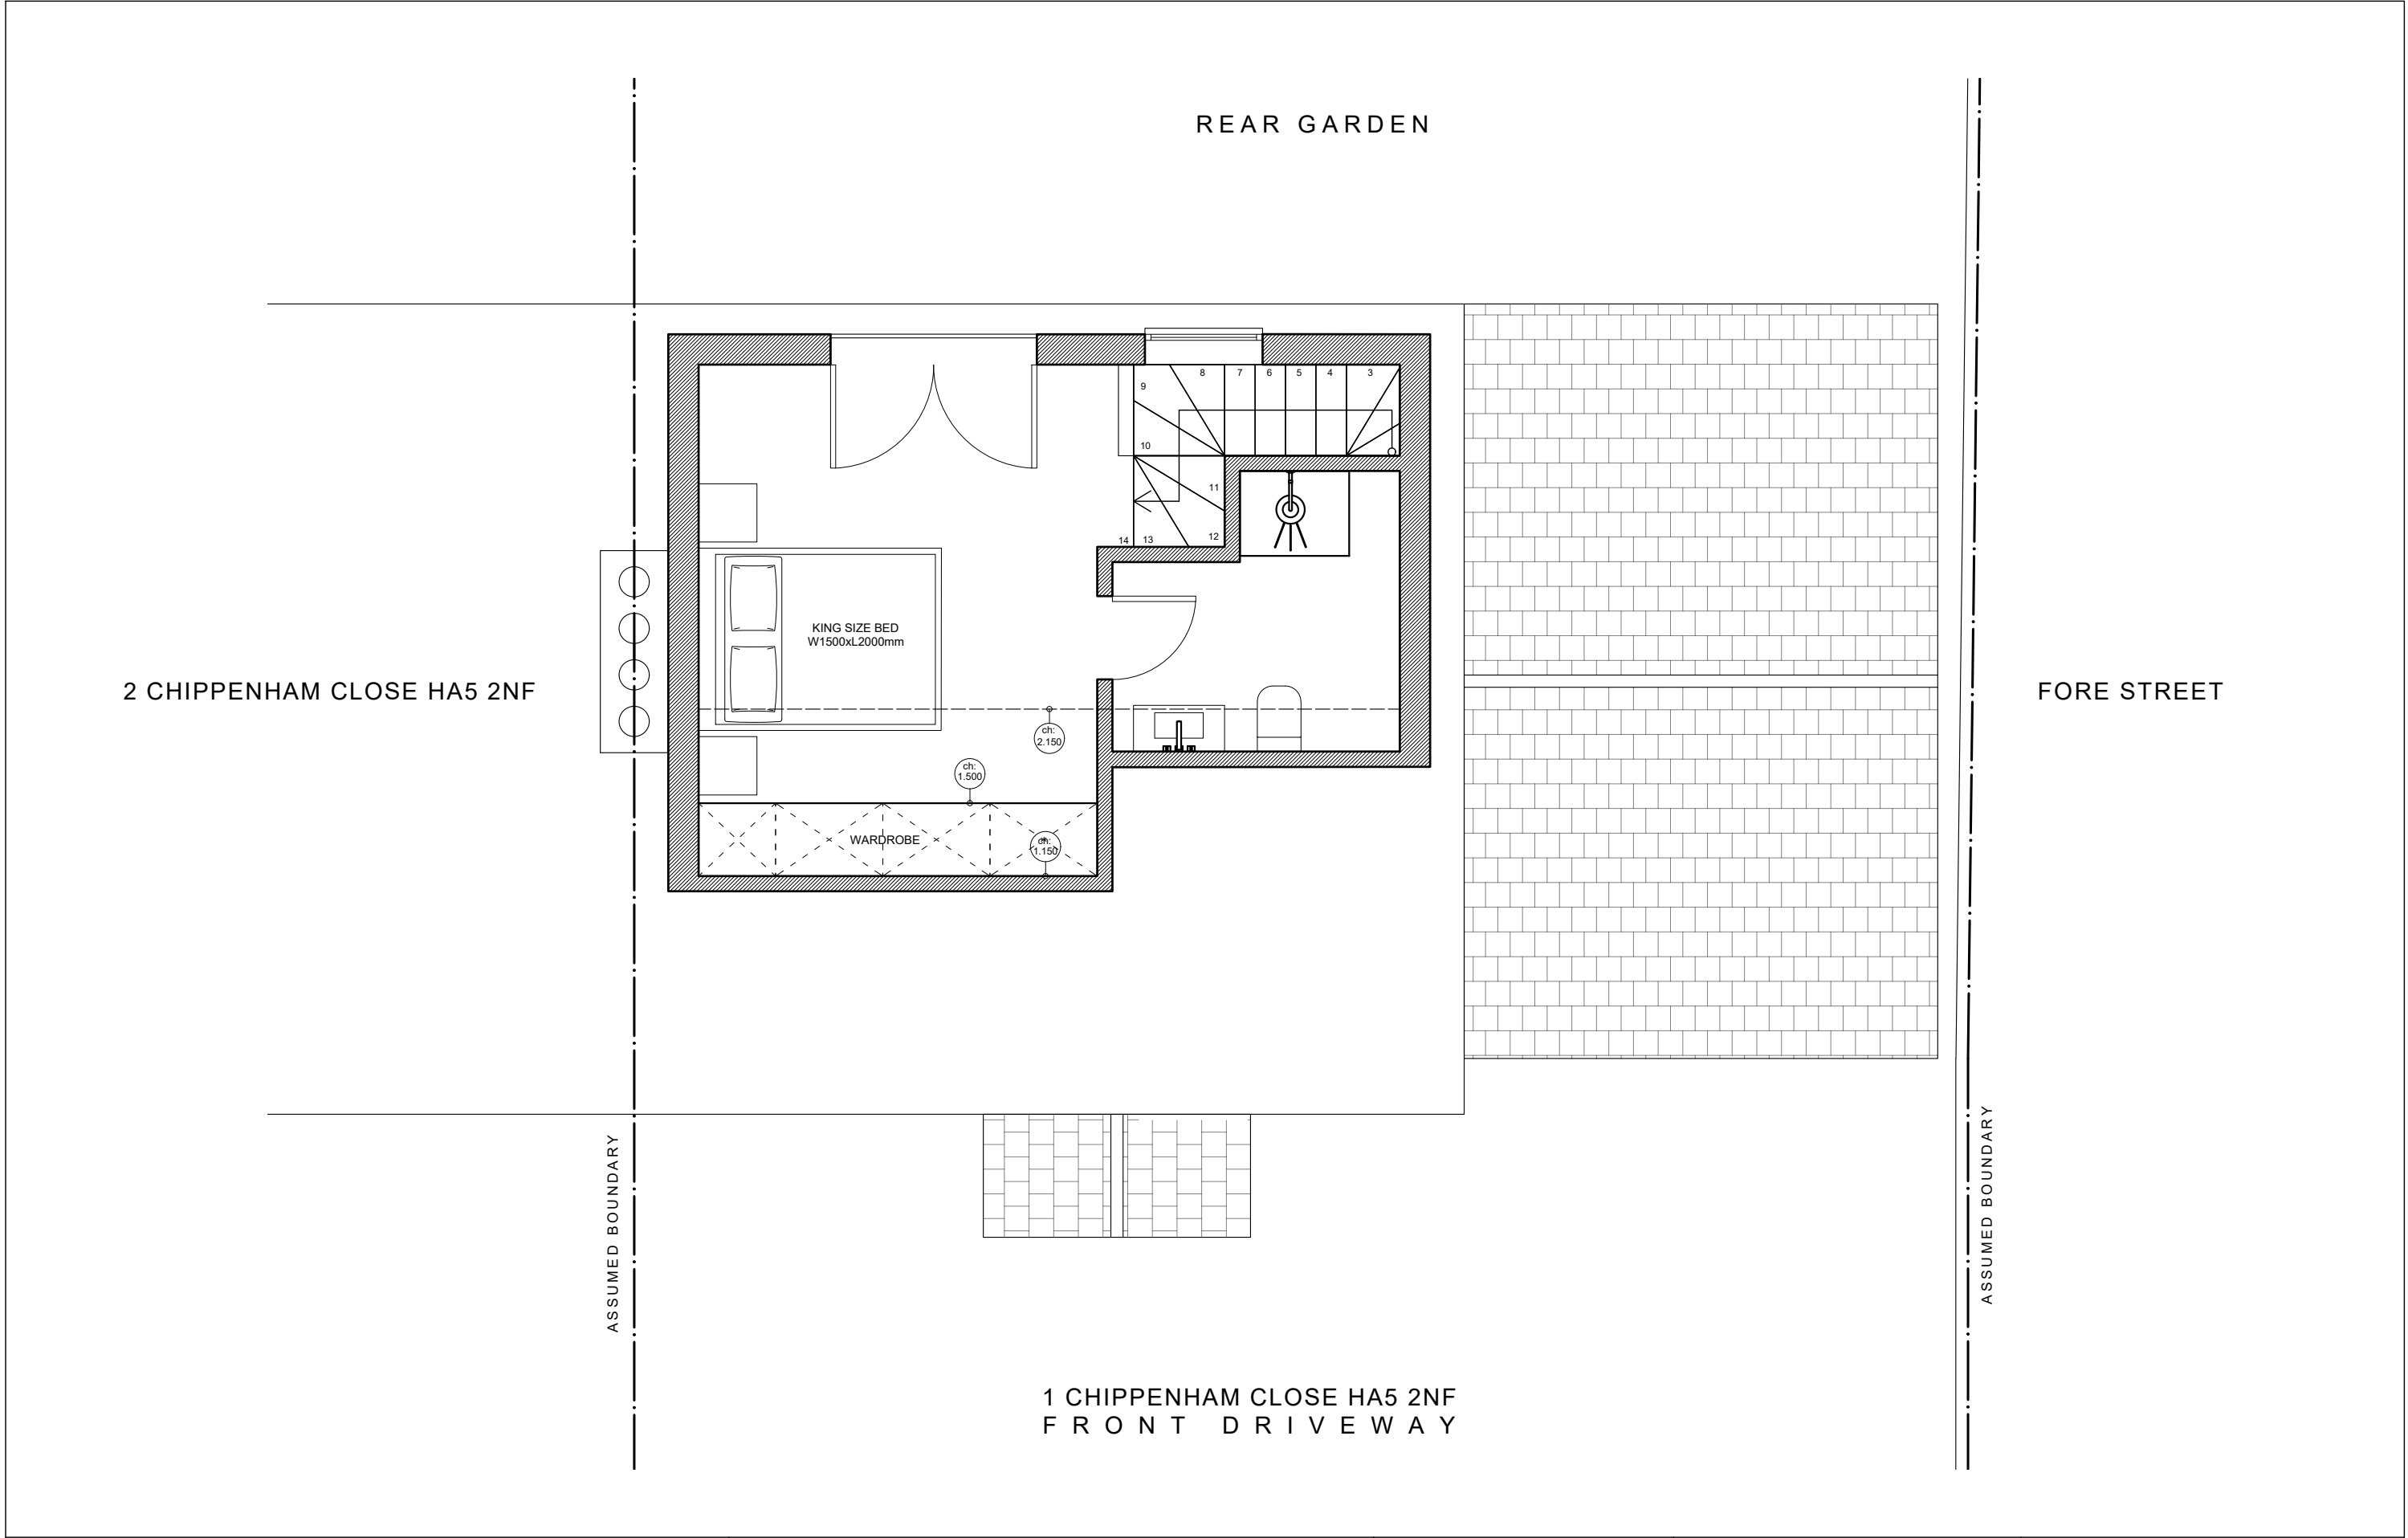 REAR GARDEN
9
8
7
6
5
4
3
10
11
12
13
14
KING SIZE BED
W1500xL2000mm
2 CHIPPENHAM CLOSE HA5 2NF
FORE STREET
ch:
2.150
ch:
1.500
WARDROBE
ch:
1.150
ASSUMED BOUNDARY
ASSUMED BOUNDARY
1 CHIPPENHAM CLOSE HA5 2NF
FRONT DRIVEWAY